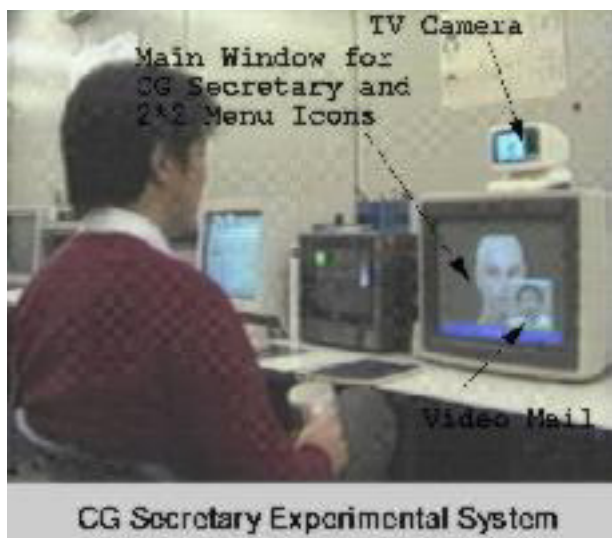 TV Camera
Main Window for
CG Secretary and
2*2 Menu Icons
Video Mail
CG Secretary Experimental System